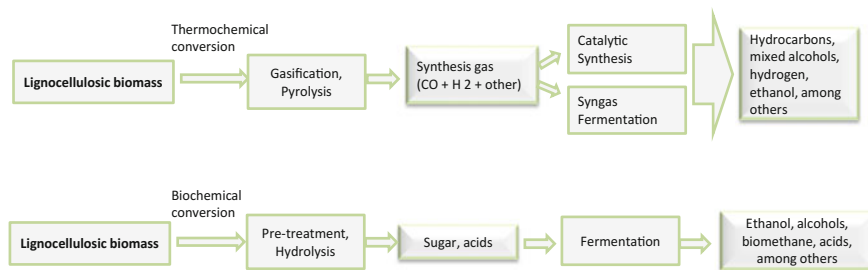 Thermochemical
conversion
Lignocellulosic biomass
Gasification,
Pyrolysis
Synthesis gas
(CO + H 2 + other)
Catalytic
Synthesis
Syngas
Fermentation
Hydrocarbons,
mixed alcohols,
hydrogen,
ethanol, among
others
Biochemical
conversion
Lignocellulosic biomass
Pre-treatment,
Hydrolysis
Sugar, acids
Fermentation
Ethanol, alcohols,
biomethane, acids,
among others